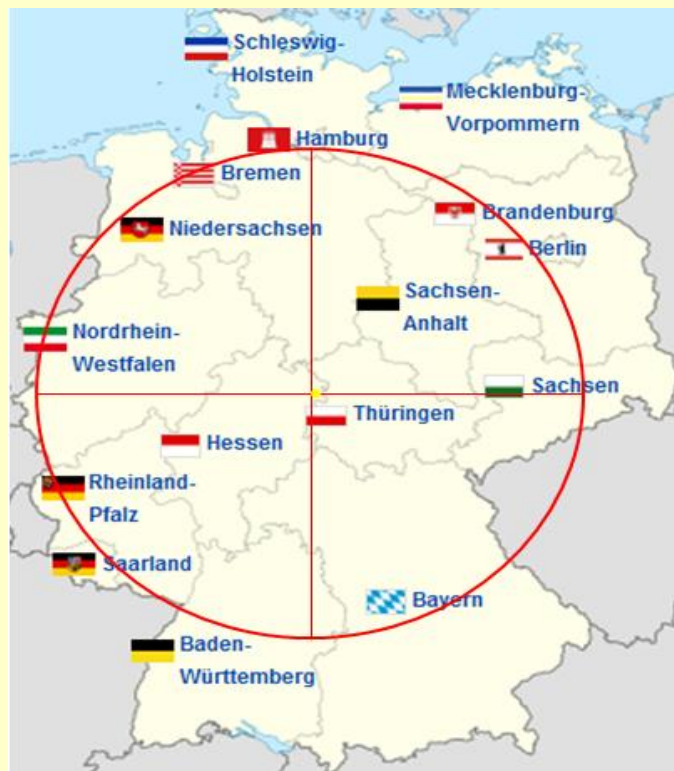 Schleswig-
Holstein
Mecklenburg-
Vorpommern
Hamburg
Bremen
Brandenburg
Niedersachsen
Berlin
Sachsen-
Anhalt
Nordrhein-
Westfalen
Sachsen
Thüringen
Hessen
Rheinland-
Pfalz
Saarland
Bayern
Baden-
Württemberg